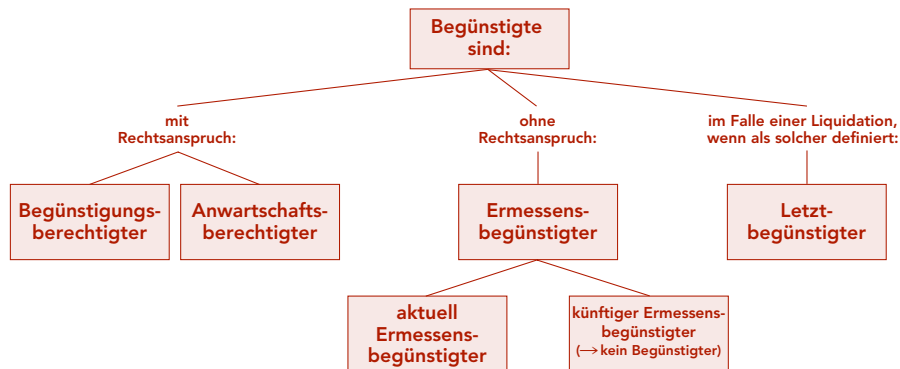 Begünstigte
sind:
mit
Rechtsanspruch:
ohne
Rechtsanspruch:
im Falle einer Liquidation,
wenn als solcher definiert:
Begünstigungs-
berechtigter
Anwartschafts-
berechtigter
Ermessens-
begünstigter
Letzt-
begünstigter
aktuell
Ermessens-
begünstigter
künftiger Ermessens-
begünstigter
(→ kein Begünstigter)